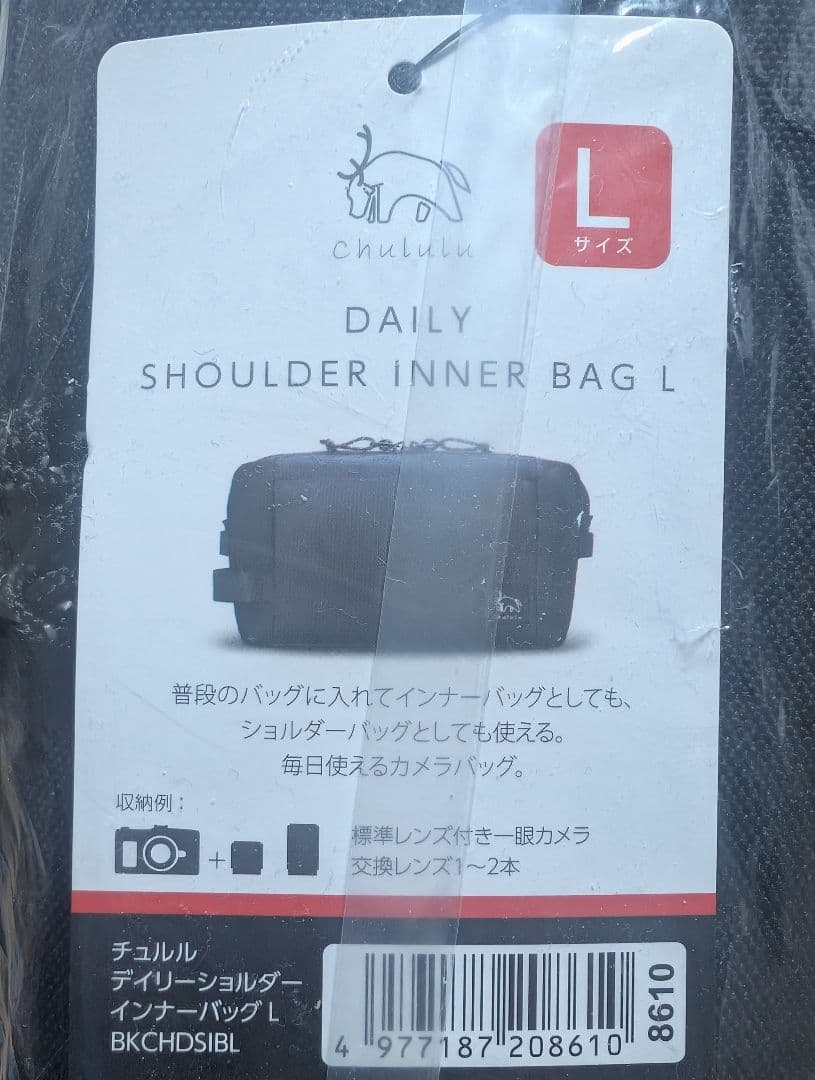 chululu
L
サイズ
DAILY
SHOULDER INNER BAG L
chululu
普段のバッグに入れてインナーバッグとしても、
ショルダーバッグとしても使える。
毎日使えるカメラバッグ。
収納例：
+
標準レンズ付き一眼カメラ
交換レンズ1〜2本
チュルル
デイリーショルダー
インナーバッグ L
BKCHDSIBL
4 977187 208610
8610